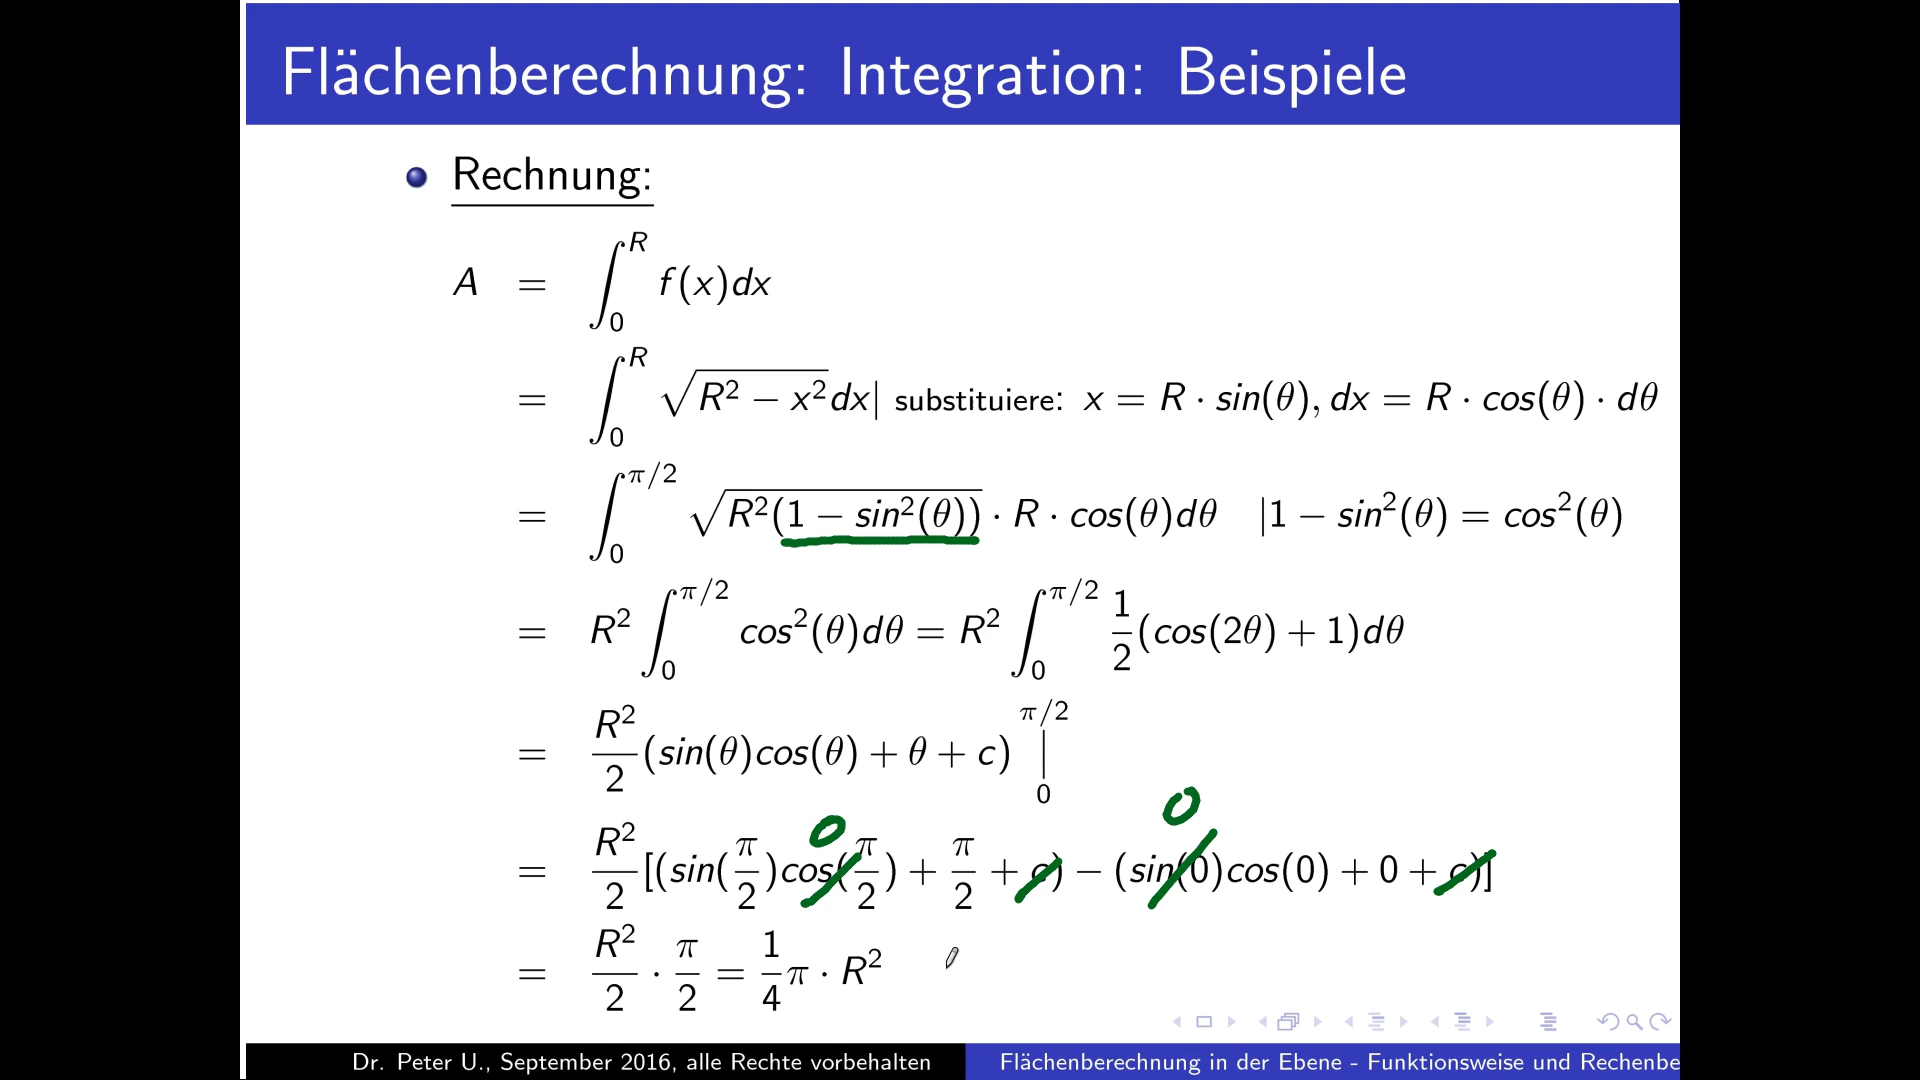 Flächenberechnung: Integration: Beispiele
Rechnung:
A = ∫₀ᴿ f(x)dx
= ∫₀ᴿ √(R² − x²)dx| substituiere: x = R · sin(θ), dx = R · cos(θ) · dθ
= ∫₀^{π/2} √(R²(1 − sin²(θ))) · R · cos(θ)dθ |1 − sin²(θ) = cos²(θ)
= R² ∫₀^{π/2} cos²(θ)dθ = R² ∫₀^{π/2} 1/2(cos(2θ) + 1)dθ
= R²/2 (sin(θ)cos(θ) + θ + c) |₀^{π/2}
0 0
= R²/2 [(sin(π/2)cos(π/2) + π/2 + c) − (sin(0)cos(0) + 0 + c)]
= R²/2 · π/2 = 1/4 π · R²
Dr. Peter U., September 2016, alle Rechte vorbehalten
Flächenberechnung in der Ebene - Funktionsweise und Rechenbe